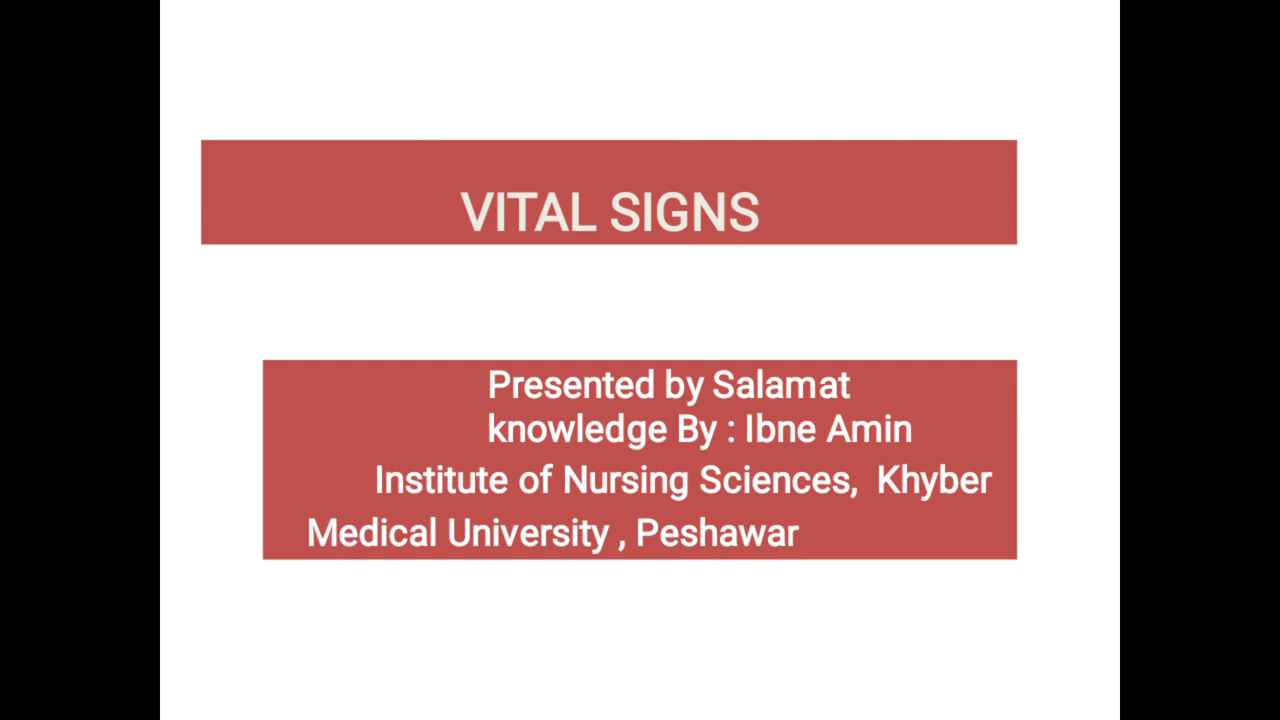 VITAL SIGNS
Presented by Salamat
knowledge By : Ibne Amin
Institute of Nursing Sciences,  Khyber
Medical University , Peshawar